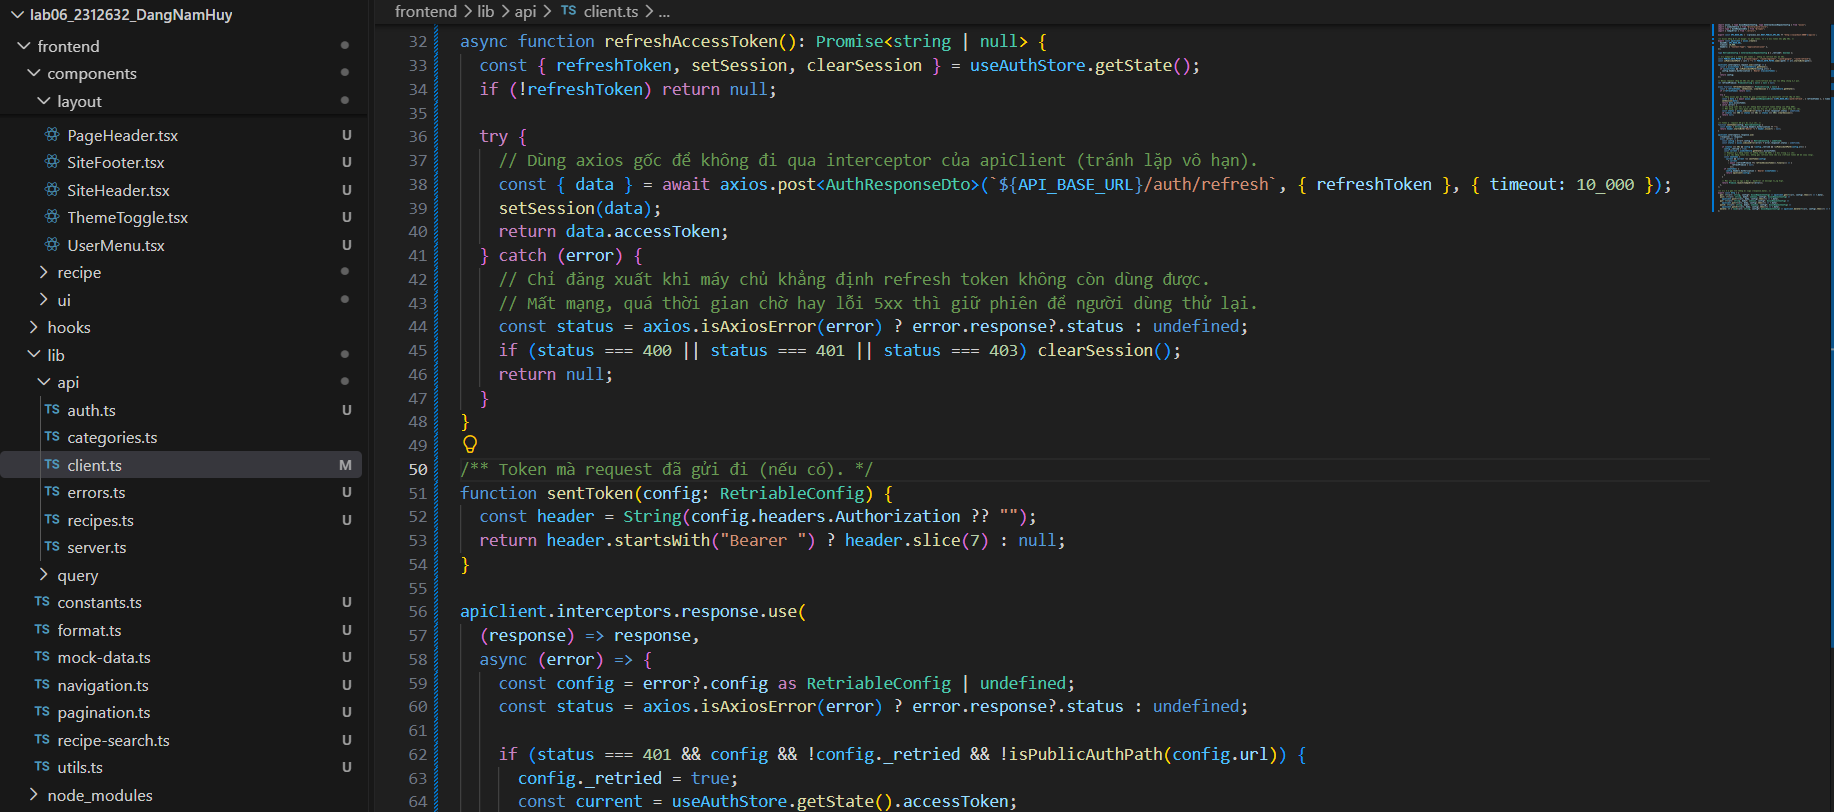 lab06_2312632_DangNamHuy
frontend
components
layout
PageHeader.tsx U
SiteFooter.tsx U
SiteHeader.tsx U
ThemeToggle.tsx U
UserMenu.tsx U
recipe
ui
hooks
lib
api
TS auth.ts U
TS categories.ts
TS client.ts M
TS errors.ts U
TS recipes.ts U
TS server.ts
query
TS constants.ts U
TS format.ts U
TS mock-data.ts U
TS navigation.ts U
TS pagination.ts U
TS recipe-search.ts U
TS utils.ts U
node_modules
frontend > lib > api > TS client.ts > ...
32 async function refreshAccessToken(): Promise<string | null> {
33 const { refreshToken, setSession, clearSession } = useAuthStore.getState();
34 if (!refreshToken) return null;
35
36 try {
37 // Dùng axios gốc để không đi qua interceptor của apiClient (tránh lặp vô hạn).
38 const { data } = await axios.post<AuthResponseDto>(`${API_BASE_URL}/auth/refresh`, { refreshToken }, { timeout: 10_000 });
39 setSession(data);
40 return data.accessToken;
41 } catch (error) {
42 // Chỉ đăng xuất khi máy chủ khẳng định refresh token không còn dùng được.
43 // Mất mạng, quá thời gian chờ hay lỗi 5xx thì giữ phiên để người dùng thử lại.
44 const status = axios.isAxiosError(error) ? error.response?.status : undefined;
45 if (status === 400 || status === 401 || status === 403) clearSession();
46 return null;
47 }
48 }
49
50 /** Token mà request đã gửi đi (nếu có). */
51 function sentToken(config: RetriableConfig) {
52 const header = String(config.headers.Authorization ?? "");
53 return header.startsWith("Bearer ") ? header.slice(7) : null;
54 }
55
56 apiClient.interceptors.response.use(
57 (response) => response,
58 async (error) => {
59 const config = error?.config as RetriableConfig | undefined;
60 const status = axios.isAxiosError(error) ? error.response?.status : undefined;
61
62 if (status === 401 && config && !config._retried && !isPublicAuthPath(config.url)) {
63 config._retried = true;
64 const current = useAuthStore.getState().accessToken;